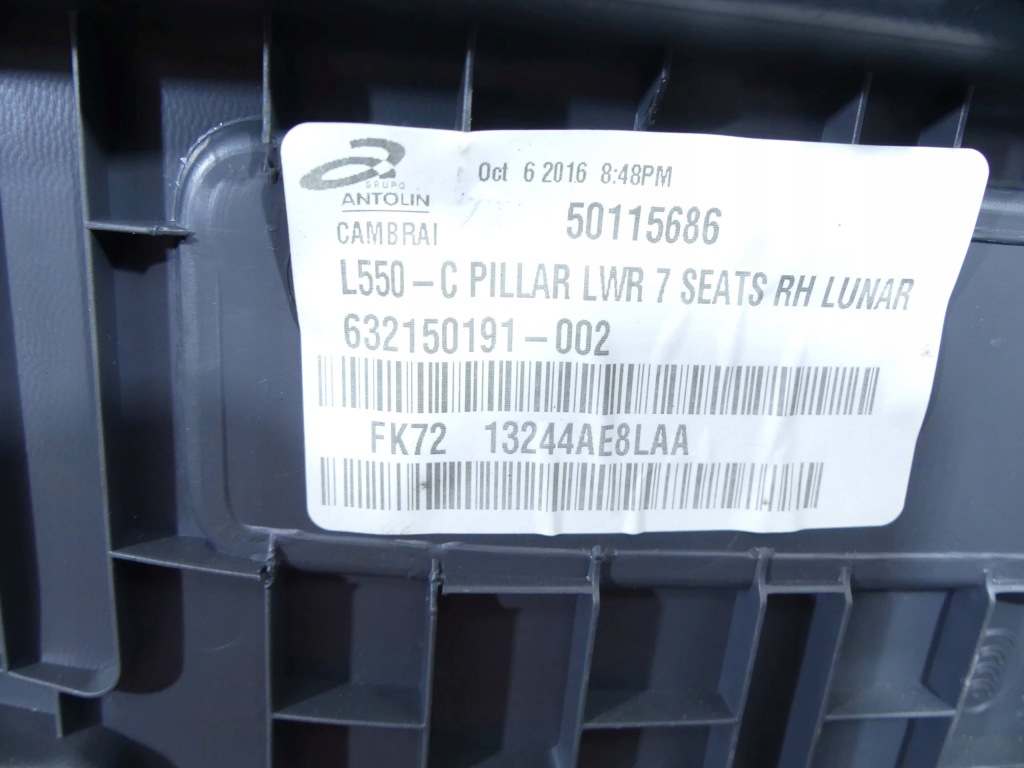 GRUPO
ANTOLIN
Oct 6 2016 8:48PM
CAMBRAI
50115686
L550-C PILLAR LWR 7 SEATS RH LUNAR
632150191-002
FK72 13244AE8LAA